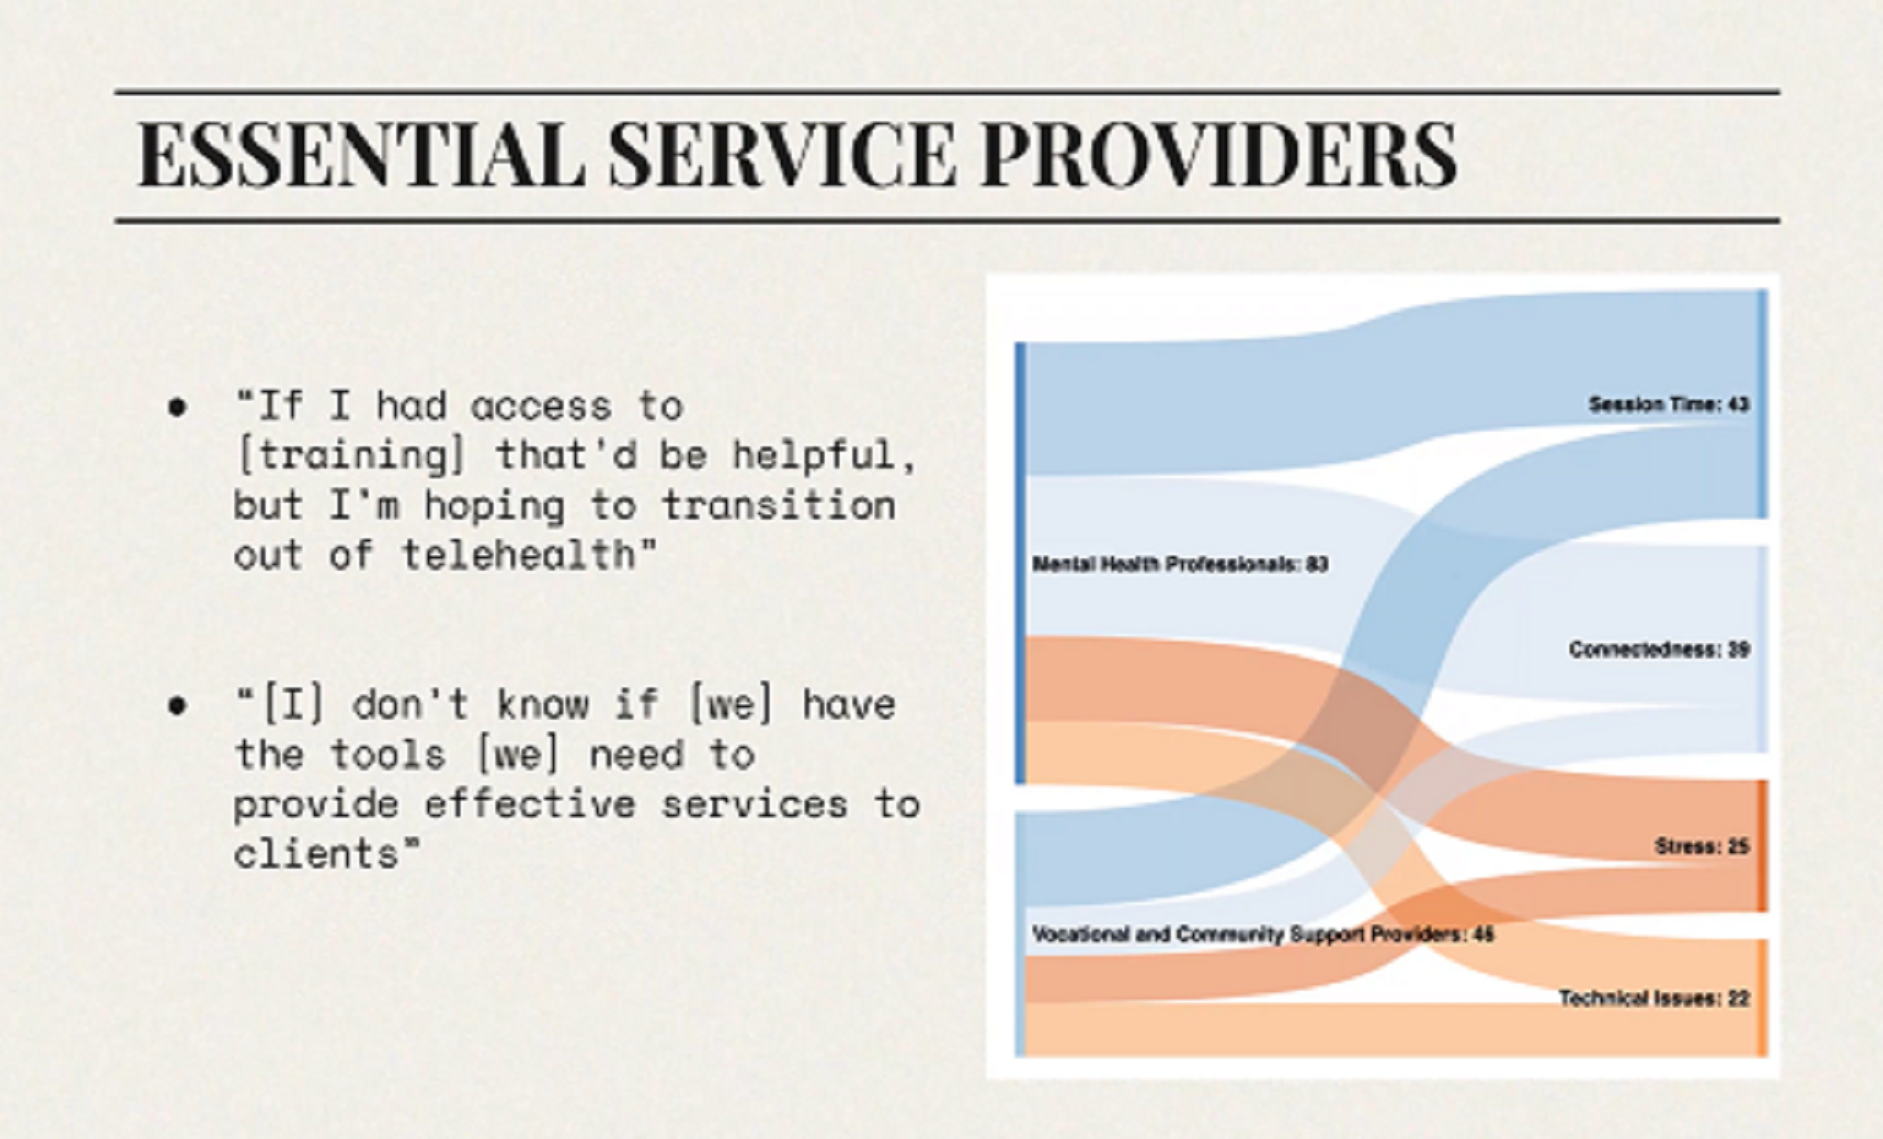 ESSENTIAL SERVICE PROVIDERS
• “If I had access to
[training] that'd be helpful,
but I'm hoping to transition
out of telehealth”
• “[I] don't know if [we] have
the tools [we] need to
provide effective services to
clients”
Session Time: 43
Mental Health Professionals: 83
Connectedness: 39
Stress: 25
Vocational and Community Support Providers: 46
Technical Issues: 22